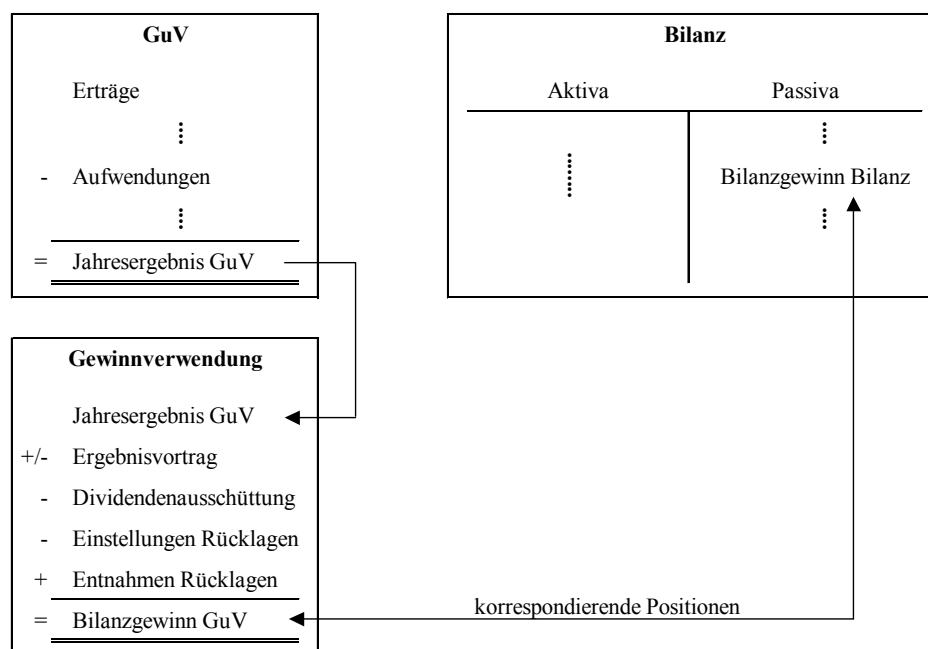 GuV
Erträge
- Aufwendungen
= Jahresergebnis GuV
Bilanz
Aktiva Passiva
Bilanzgewinn Bilanz
Gewinnverwendung
Jahresergebnis GuV
+/- Ergebnisvortrag
- Dividendenausschüttung
- Einstellungen Rücklagen
+ Entnahmen Rücklagen
= Bilanzgewinn GuV
korrespondierende Positionen